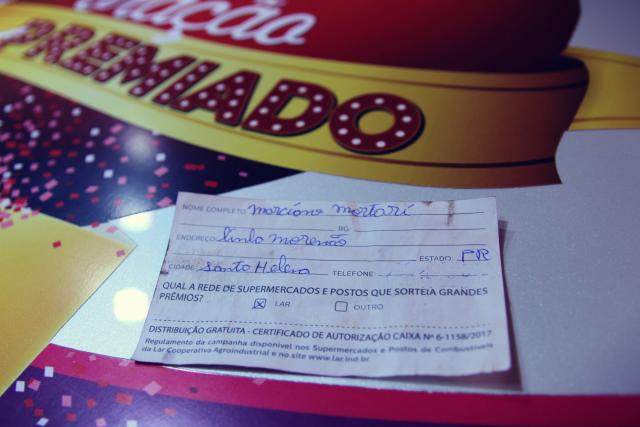 PREMIADO
NOME COMPLETO marciano mortari
RG
ENDEREÇO linha moremão
ESTADO: PR
CIDADE santa Helena TELEFONE:
QUAL A REDE DE SUPERMERCADOS E POSTOS QUE SORTEIA GRANDES
PRÊMIOS? ☒ LAR ☐ OUTRO
DISTRIBUIÇÃO GRATUITA - CERTIFICADO DE AUTORIZAÇÃO CAIXA Nº 6-1158/2017
Regulamento da campanha disponível nos Supermercados e Postos de Combustíveis
da Lar Cooperativa Agroindustrial e no site www.lar.ind.br